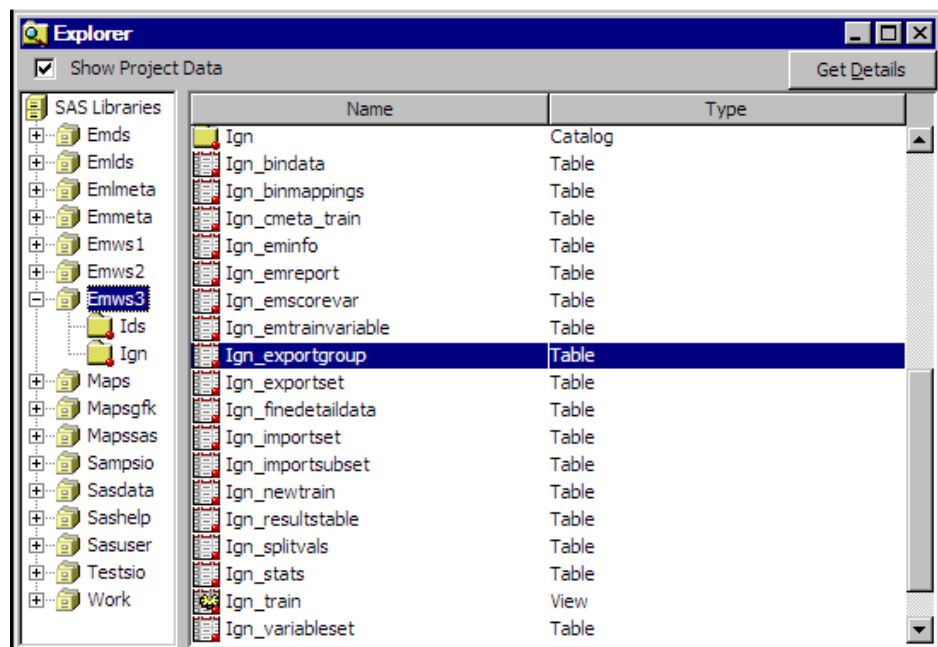 Explorer
Show Project Data
Get Details
SAS Libraries
Emds
Emlds
Emlmeta
Emmeta
Emws1
Emws2
Emws3
Ids
Ign
Maps
Mapsgfk
Mapssas
Sampsio
Sasdata
Sashelp
Sasuser
Testsio
Work
Name Type
Ign Catalog
Ign_bindata Table
Ign_binmappings Table
Ign_cmeta_train Table
Ign_eminfo Table
Ign_emreport Table
Ign_emscorevar Table
Ign_emtrainvariable Table
Ign_exportgroup Table
Ign_exportset Table
Ign_finedetaildata Table
Ign_importset Table
Ign_importsubset Table
Ign_newtrain Table
Ign_resultstable Table
Ign_splitvals Table
Ign_stats Table
Ign_train View
Ign_variableset Table